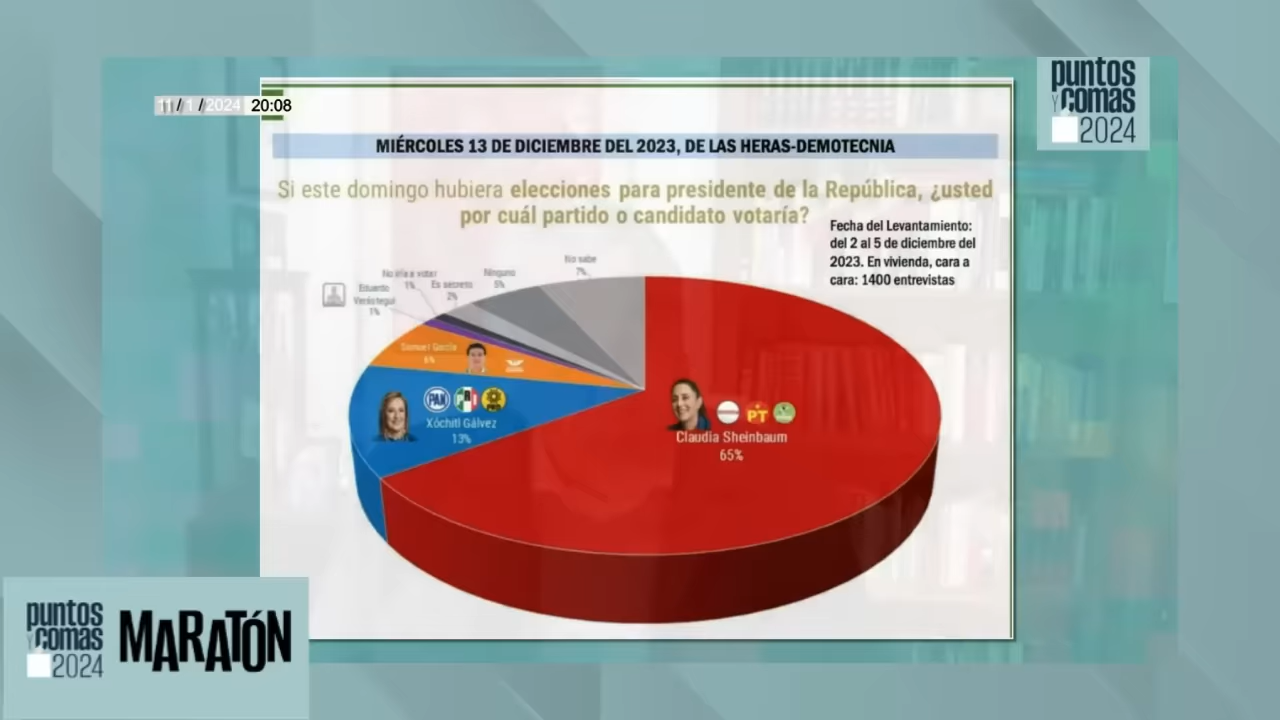 11/1/2024 20:08
puntos
y comas
2024
MIÉRCOLES 13 DE DICIEMBRE DEL 2023, DE LAS HERAS-DEMOTECNIA
Si este domingo hubiera elecciones para presidente de la República, ¿usted
por cuál partido o candidato votaría?
Fecha del Levantamiento:
del 2 al 5 de diciembre del
2023. En vivienda, cara a
cara: 1400 entrevistas
No sabe
7%
Ninguno
5%
No iría a votar
1%
Es secreto
2%
Eduardo
Verástegui
1%
Samuel García
6%
PAN
PRI
Xóchitl Gálvez
13%
PT
Claudia Sheinbaum
65%
puntos
y comas
2024
MARATÓN